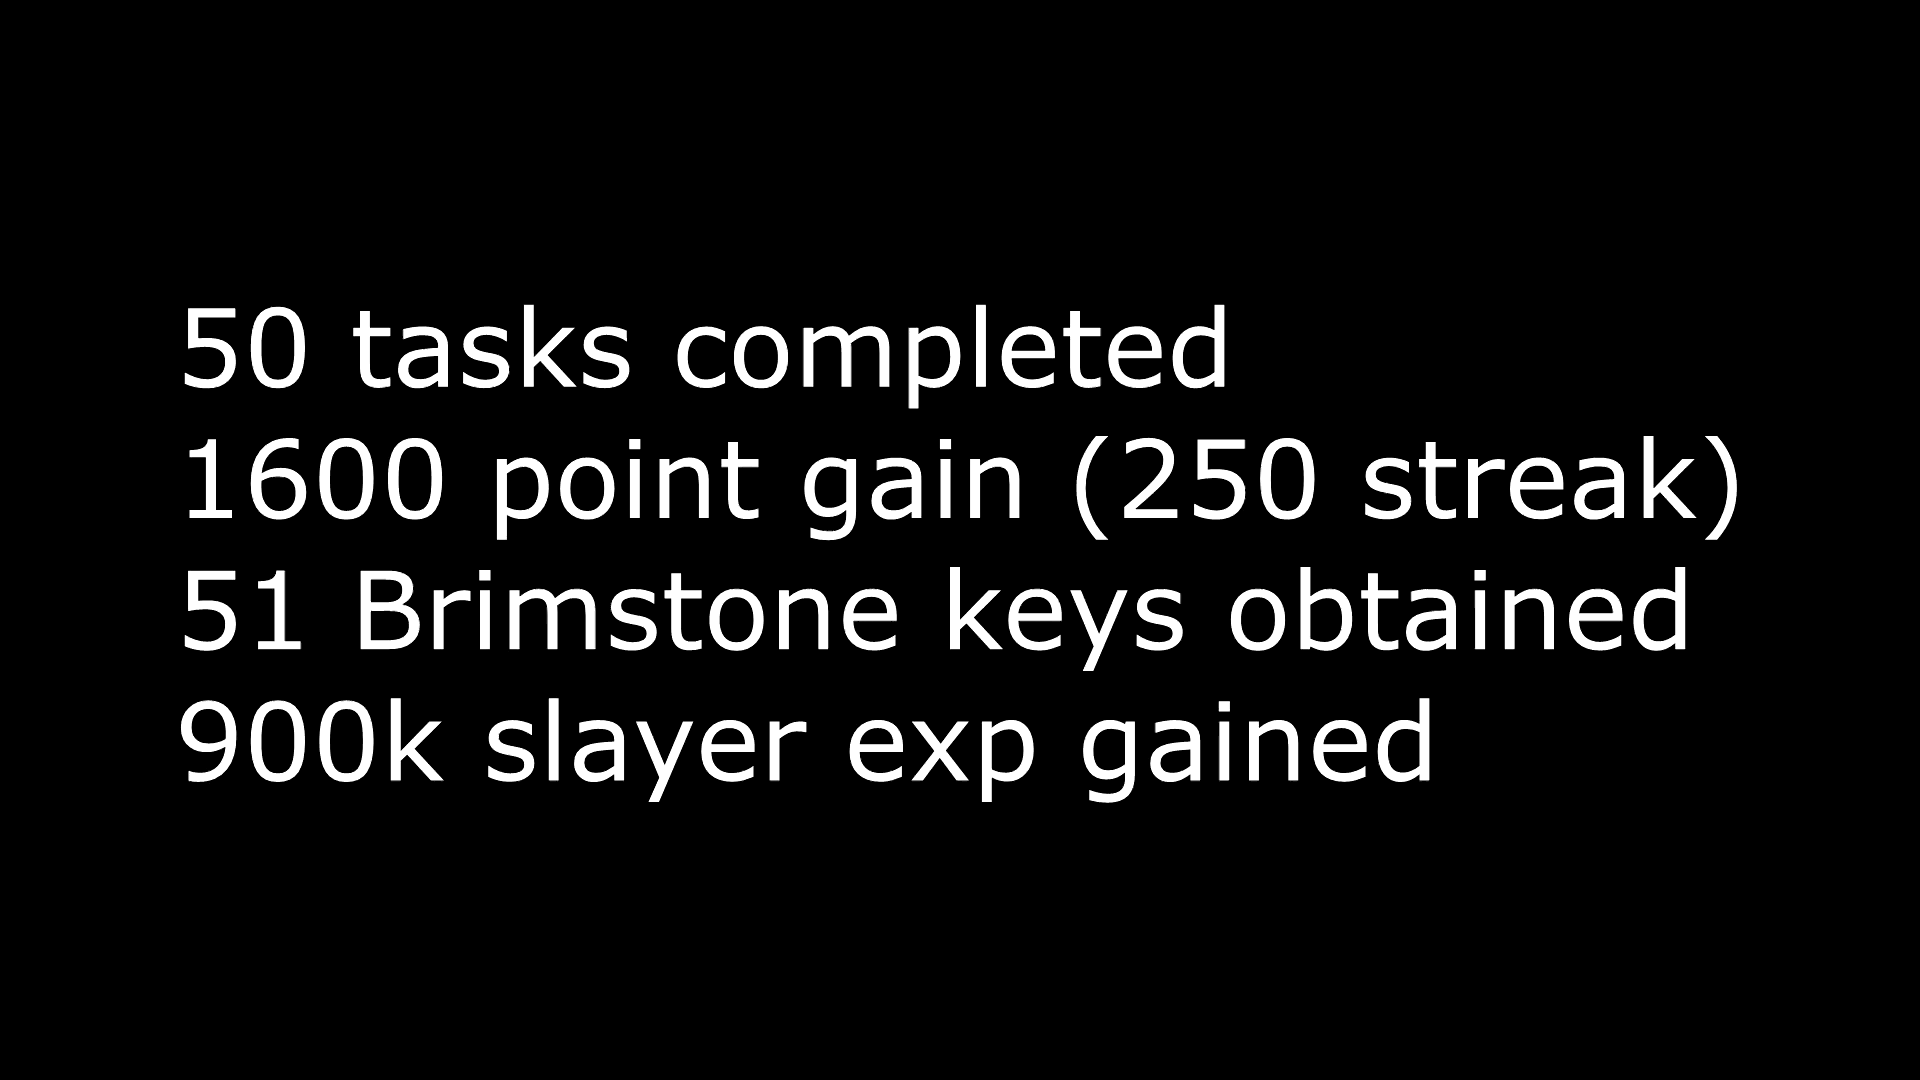 50 tasks completed
1600 point gain (250 streak)
51 Brimstone keys obtained
900k slayer exp gained